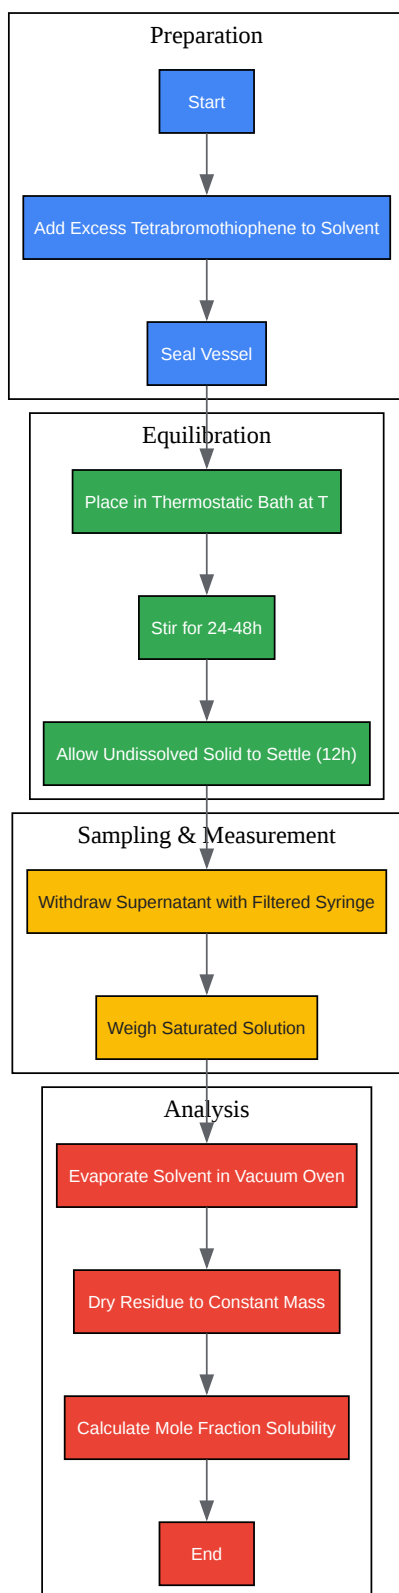 Preparation
Start
Add Excess Tetrabromothiophene to Solvent
Seal Vessel
Equilibration
Place in Thermostatic Bath at T
Stir for 24-48h
Allow Undissolved Solid to Settle (12h)
Sampling & Measurement
Withdraw Supernatant with Filtered Syringe
Weigh Saturated Solution
Analysis
Evaporate Solvent in Vacuum Oven
Dry Residue to Constant Mass
Calculate Mole Fraction Solubility
End